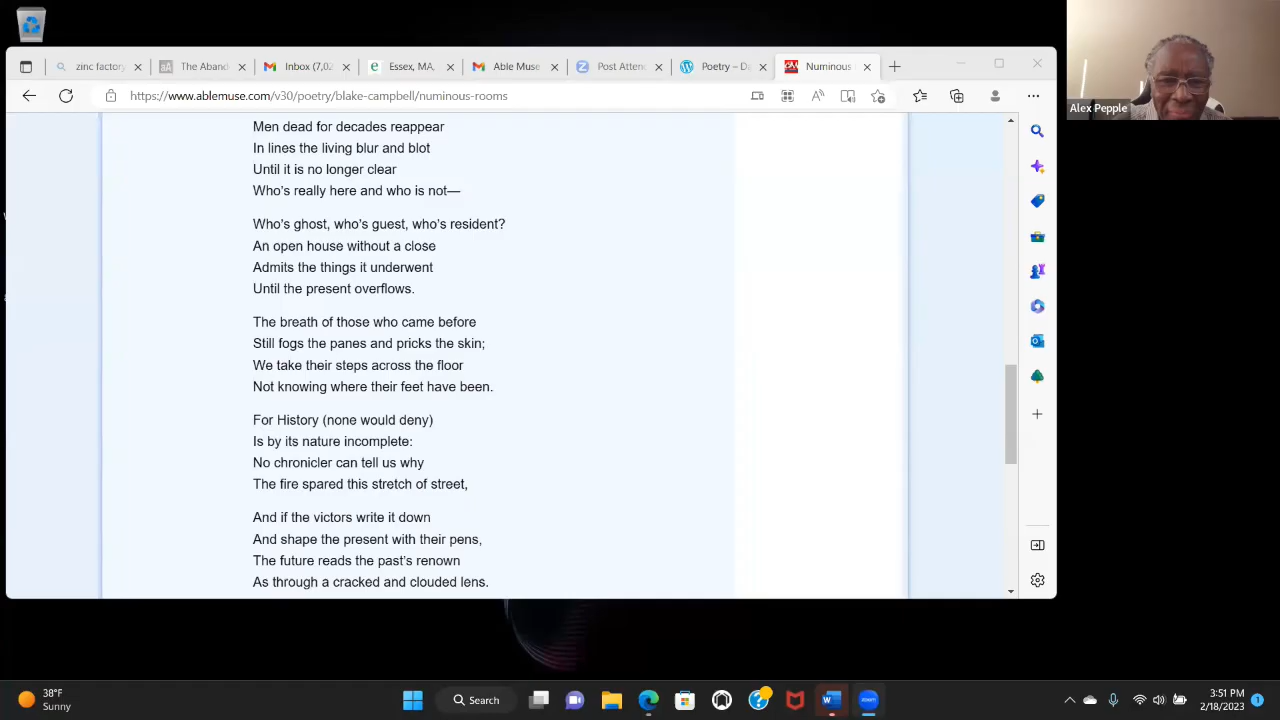 zinc factory
The Aband
Inbox (7,02
Essex, MA.
Able Muse
Post Attend
Poetry – Da
Numinous
https://www.ablemuse.com/v30/poetry/blake-campbell/numinous-rooms
Alex Pepple
Men dead for decades reappear
In lines the living blur and blot
Until it is no longer clear
Who's really here and who is not—
Who's ghost, who's guest, who's resident?
An open house without a close
Admits the things it underwent
Until the present overflows.
The breath of those who came before
Still fogs the panes and pricks the skin;
We take their steps across the floor
Not knowing where their feet have been.
For History (none would deny)
Is by its nature incomplete:
No chronicler can tell us why
The fire spared this stretch of street,
And if the victors write it down
And shape the present with their pens,
The future reads the past's renown
As through a cracked and clouded lens.
38°F
Sunny
Search
3:51 PM
2/18/2023